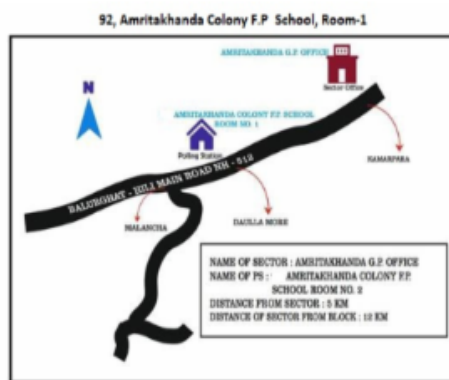 92, Amritakhanda Colony F.P School, Room-1
AMRITAKHANDA G.P. OFFICE
Sector Office
N
AMRITAKHANDA COLONY F.P. SCHOOL
ROOM NO. 1
Polling Station
KAMARPARA
BALURGHAT - HILI MAIN ROAD NH - 512
MALANCHA
DAULLA MORE
NAME OF SECTOR : AMRITAKHANDA G.P. OFFICE
NAME OF PS : AMRITAKHANDA COLONY F.P.
SCHOOL ROOM NO. 2
DISTANCE FROM SECTOR : 5 KM
DISTANCE OF SECTOR FROM BLOCK : 12 KM